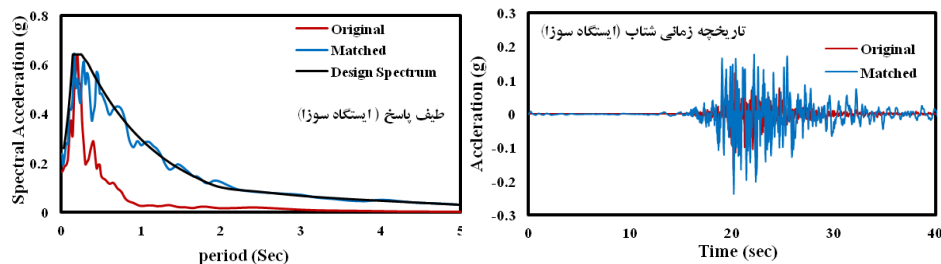 Spectral Acceleration (g)
0.8
0.6
0.4
0.2
0
0
1
2
3
4
5
period (Sec)
Original
Matched
Design Spectrum
طیف پاسخ ( ایستگاه سوزا)
Accleration (g)
0.3
0.2
0.1
0
-0.1
-0.2
-0.3
0
10
20
30
40
Time (sec)
تاریخچه زمانی شتاب (ایستگاه سوزا)
Original
Matched